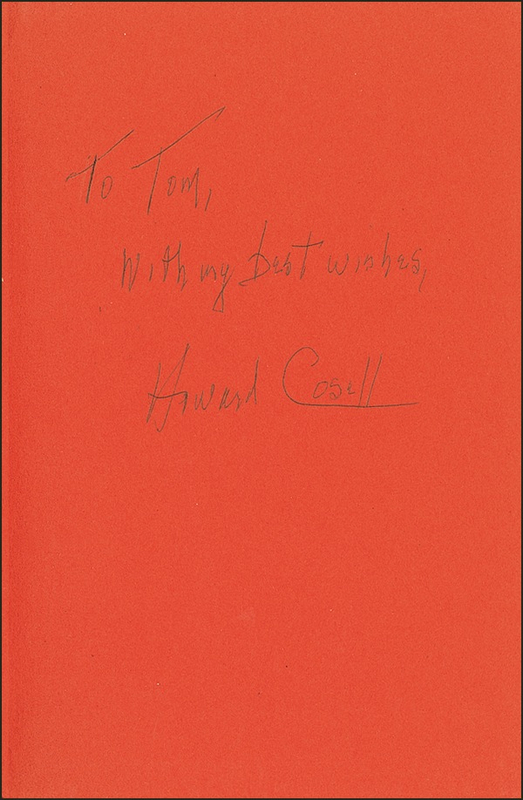 To Tom,
With my best wishes,
Howard Cosell